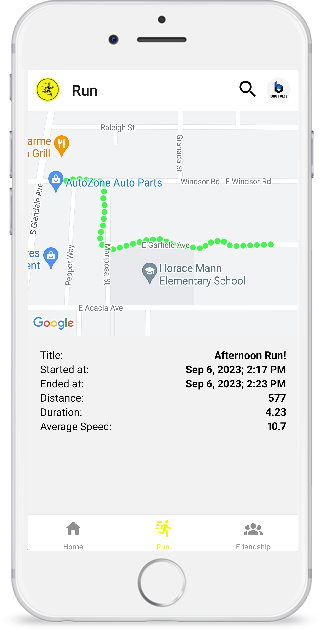 Run
Raleigh St
arme
n Grill
S Glendale Ave
AutoZone Auto Parts
Windsor Rd
E Windsor Rd
Pepper Way
Mariposa St
E Garfield Ave
res
ent
Horace Mann
Elementary School
E Acacia Ave
Google
Title: Afternoon Run!
Started at: Sep 6, 2023; 2:17 PM
Ended at: Sep 6, 2023; 2:23 PM
Distance: 577
Duration: 4.23
Average Speed: 10.7
Home
Run
Friendship